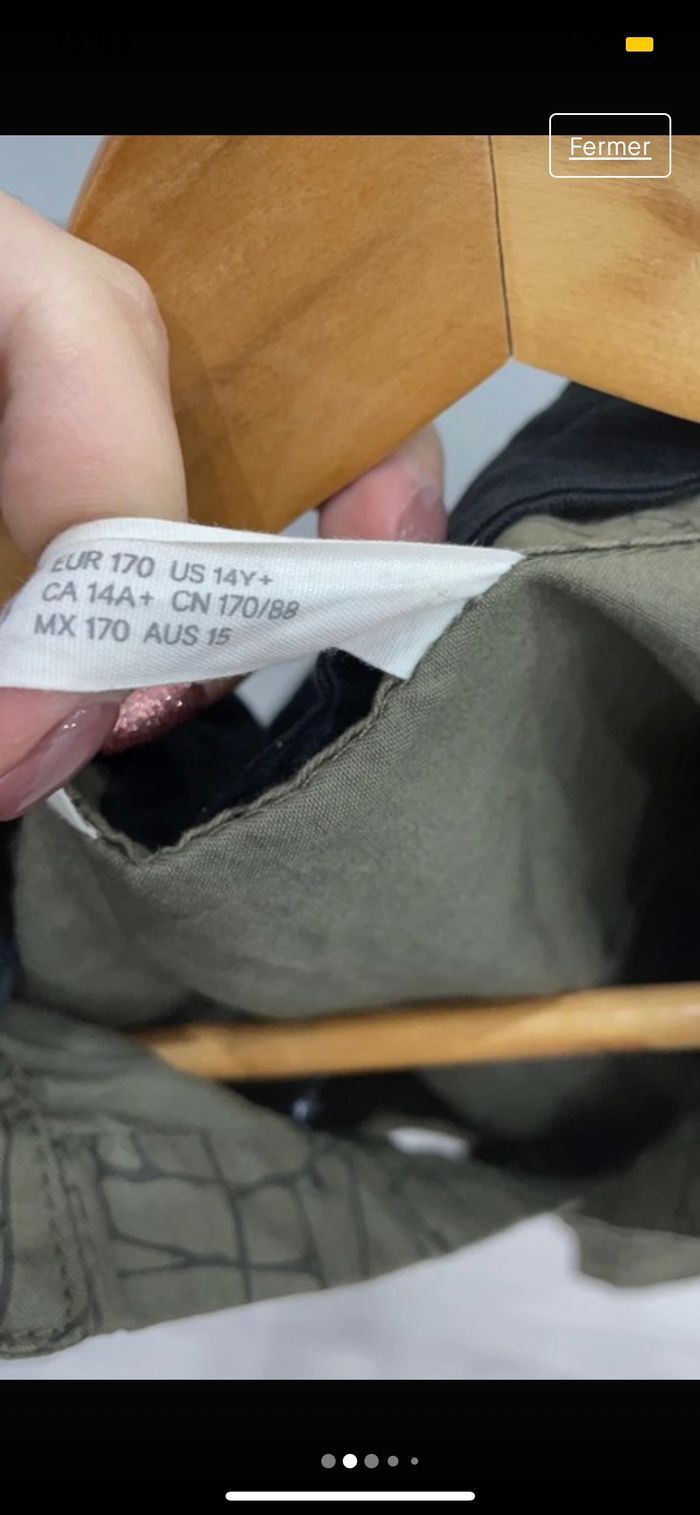 Fermer
EUR 170 US 14Y+
CA 14A+ CN 170/88
MX 170 AUS 15